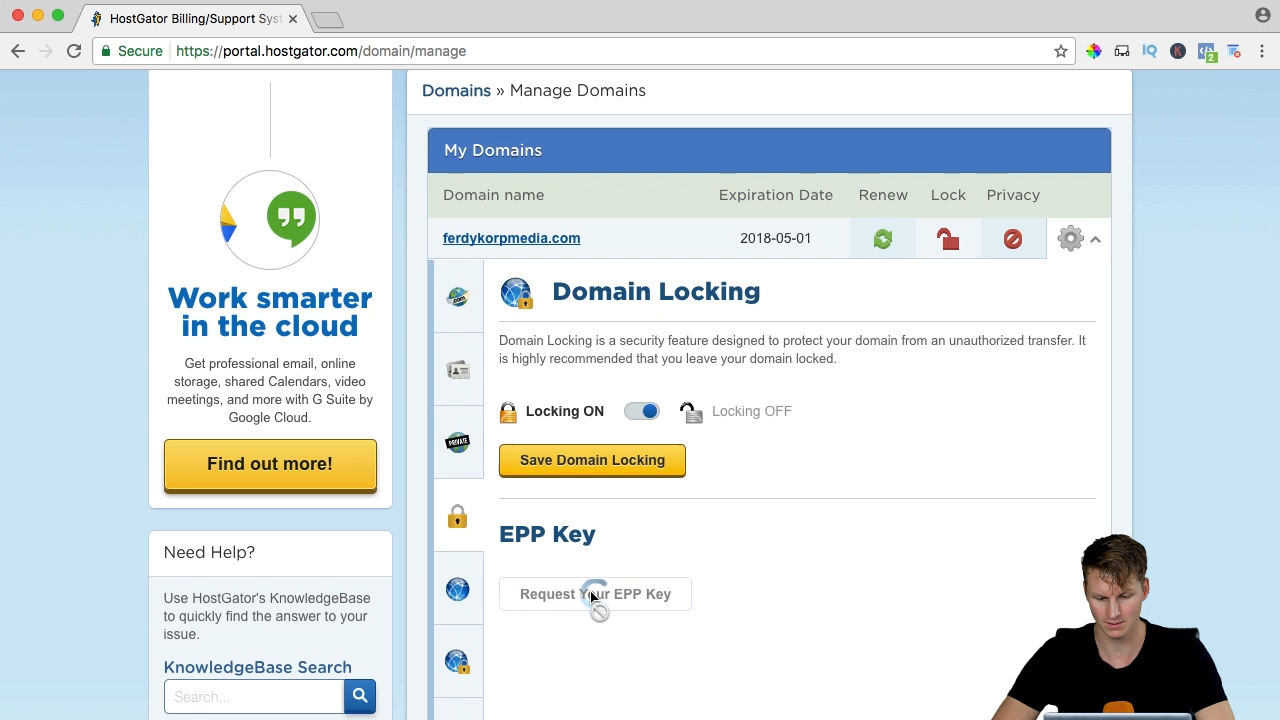 HostGator Billing/Support Syst
Secure
https://portal.hostgator.com/domain/manage
2
Work smarter
in the cloud
Get professional email, online
storage, shared Calendars, video
meetings, and more with G Suite by
Google Cloud.
Find out more!
Need Help?
Use HostGator's KnowledgeBase
to quickly find the answer to your
issue.
KnowledgeBase Search
Search...
Domains » Manage Domains
My Domains
Domain name Expiration Date Renew Lock Privacy
ferdykorpmedia.com 2018-05-01
Domain Locking
Domain Locking is a security feature designed to protect your domain from an unauthorized transfer. It
is highly recommended that you leave your domain locked.
Locking ON Locking OFF
Save Domain Locking
PRIVATE
EPP Key
Request Your EPP Key